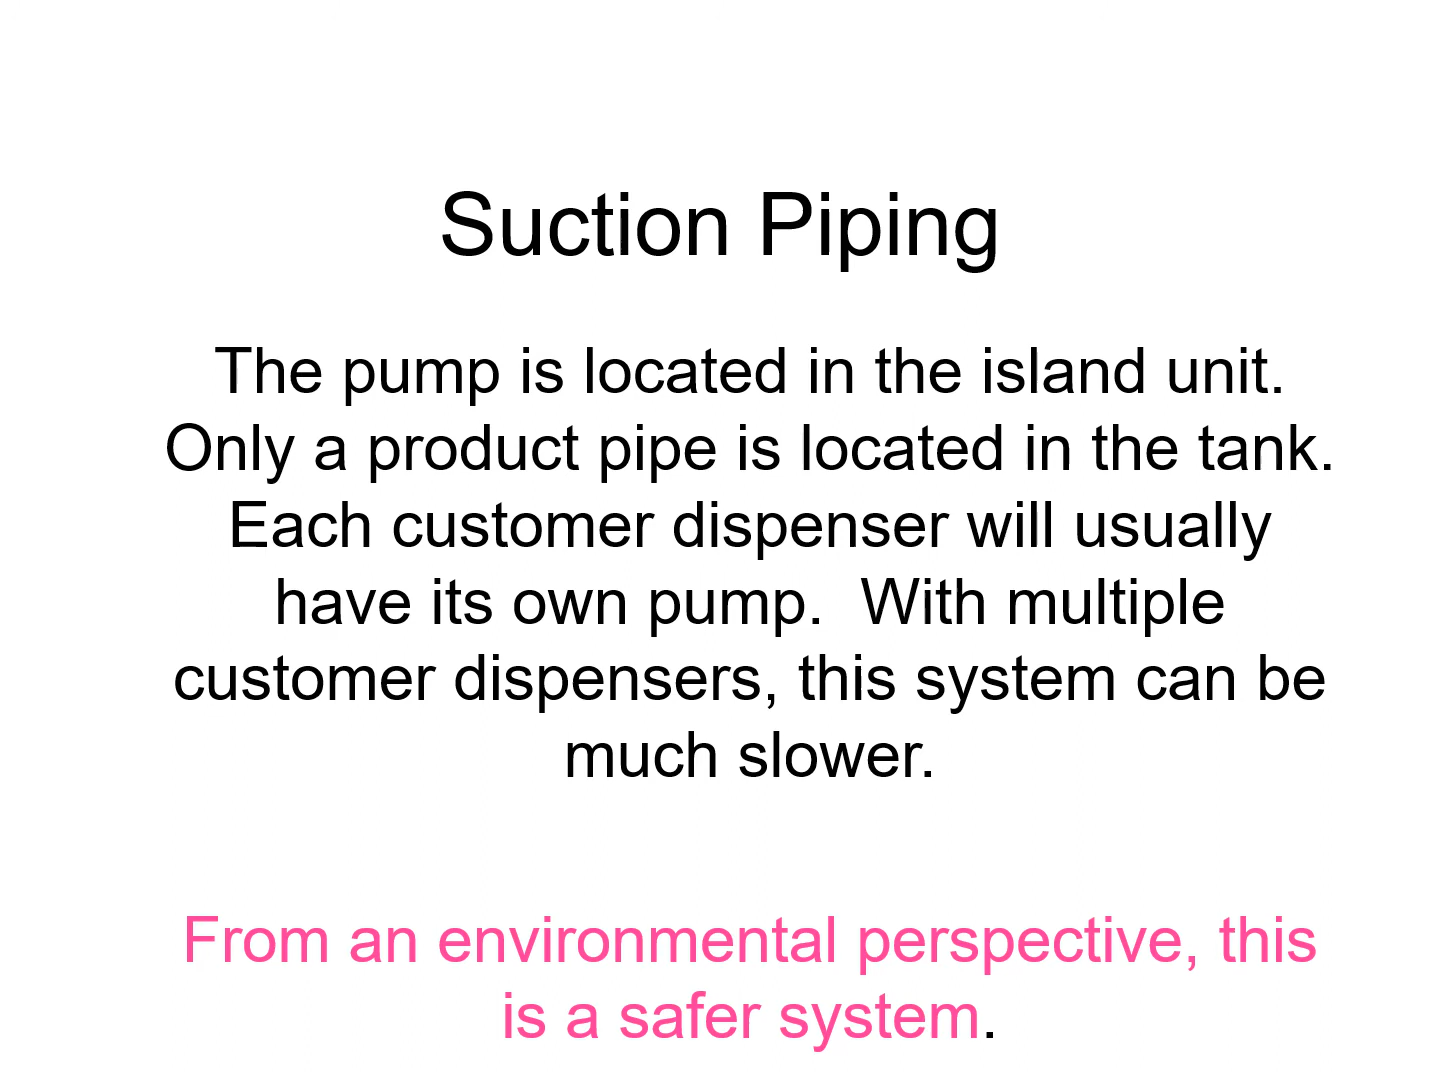 Suction Piping
The pump is located in the island unit.
Only a product pipe is located in the tank.
Each customer dispenser will usually
have its own pump.  With multiple
customer dispensers, this system can be
much slower.
From an environmental perspective, this
is a safer system.